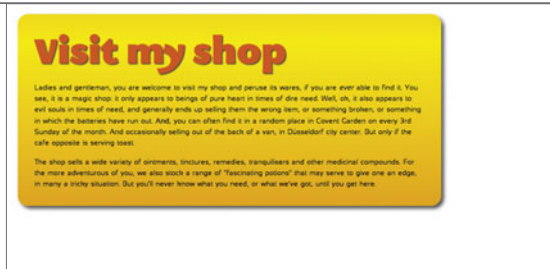 Visit my shop
Ladies and gentleman, you are welcome to visit my shop and peruse its wares, if you are ever able to find it. You
see, it is a magic shop: it only appears to beings of pure heart in times of dire need. Well, oh, it also appears to
evil souls in times of need, and generally ends up selling them the wrong item, or something broken, or something
in which the batteries have run out. And, you can often find it in a random place in Covent Garden on every 3rd
Sunday of the month. And occasionally selling out of the back of a van, in Düsseldorf city center. But only if the
cafe opposite is serving toast.
The shop sells a wide variety of ointments, tinctures, remedies, tranquilisers and other medicinal compounds. For
the more adventurous of you, we also stock a range of "fascinating potions" that may serve to give one an edge,
in many a tricky situation. But you'll never know what you need, or what we've got, until you get here.